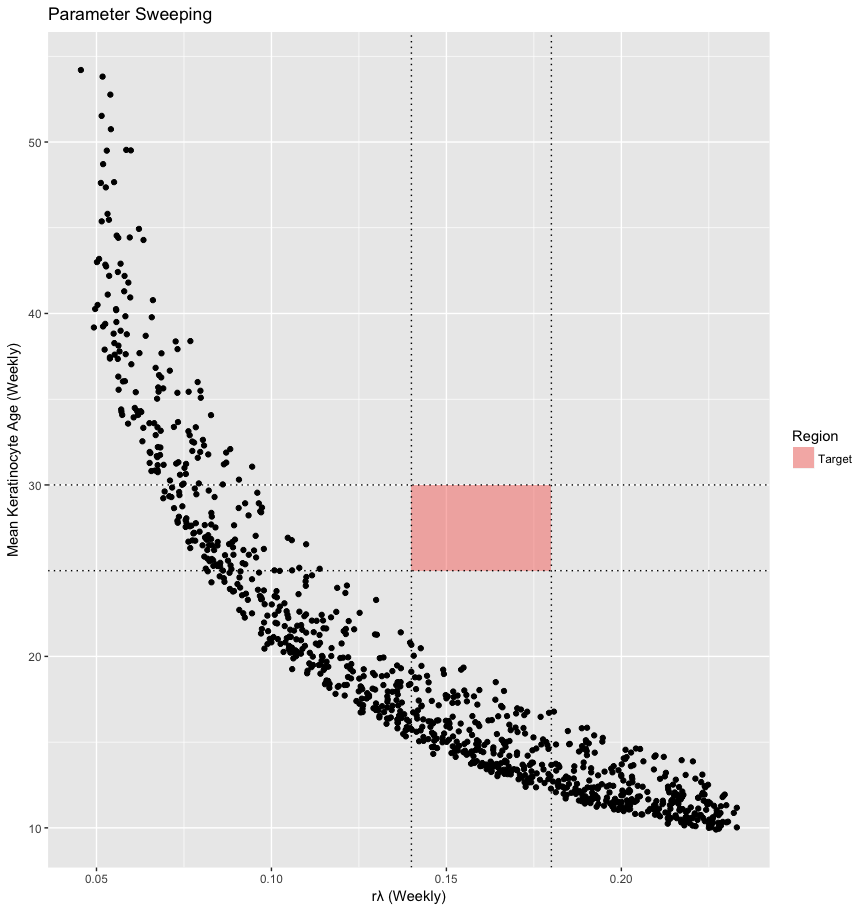 Parameter Sweeping
Mean Keratinocyte Age (Weekly)
50
40
30
20
10
0.05
0.10
0.15
0.20
rλ (Weekly)
Region
Target